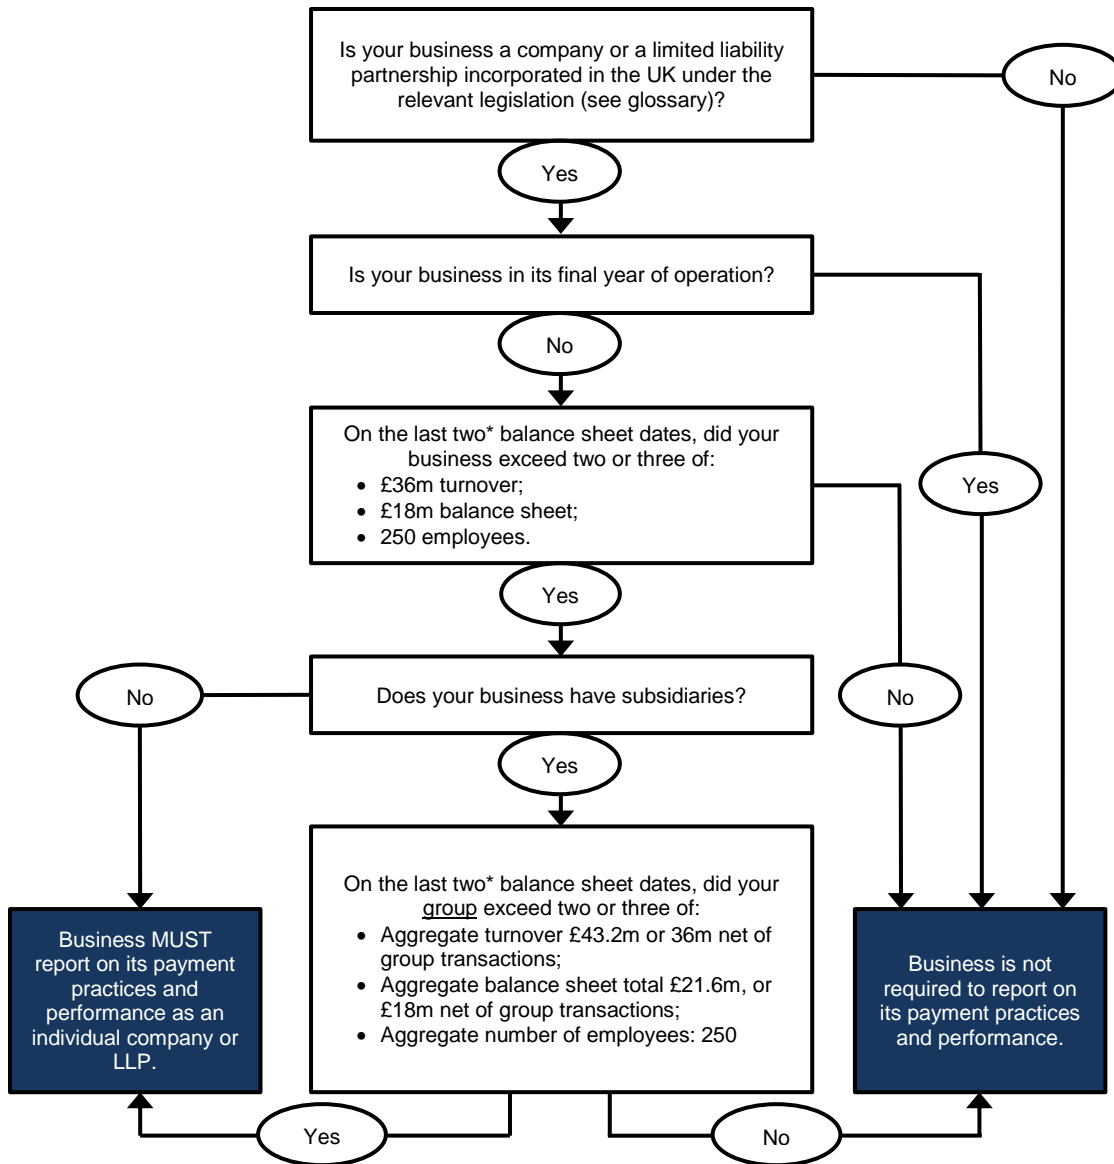 Is your business a company or a limited liability
partnership incorporated in the UK under the
relevant legislation (see glossary)?
No
Yes
Is your business in its final year of operation?
No
On the last two* balance sheet dates, did your
business exceed two or three of:
• £36m turnover;
• £18m balance sheet;
• 250 employees.
Yes
Yes
Does your business have subsidiaries?
No
No
Yes
On the last two* balance sheet dates, did your
group exceed two or three of:
• Aggregate turnover £43.2m or 36m net of
group transactions;
• Aggregate balance sheet total £21.6m, or
£18m net of group transactions;
• Aggregate number of employees: 250
Business MUST
report on its payment
practices and
performance as an
individual company or
LLP.
Business is not
required to report on
its payment practices
and performance.
Yes
No